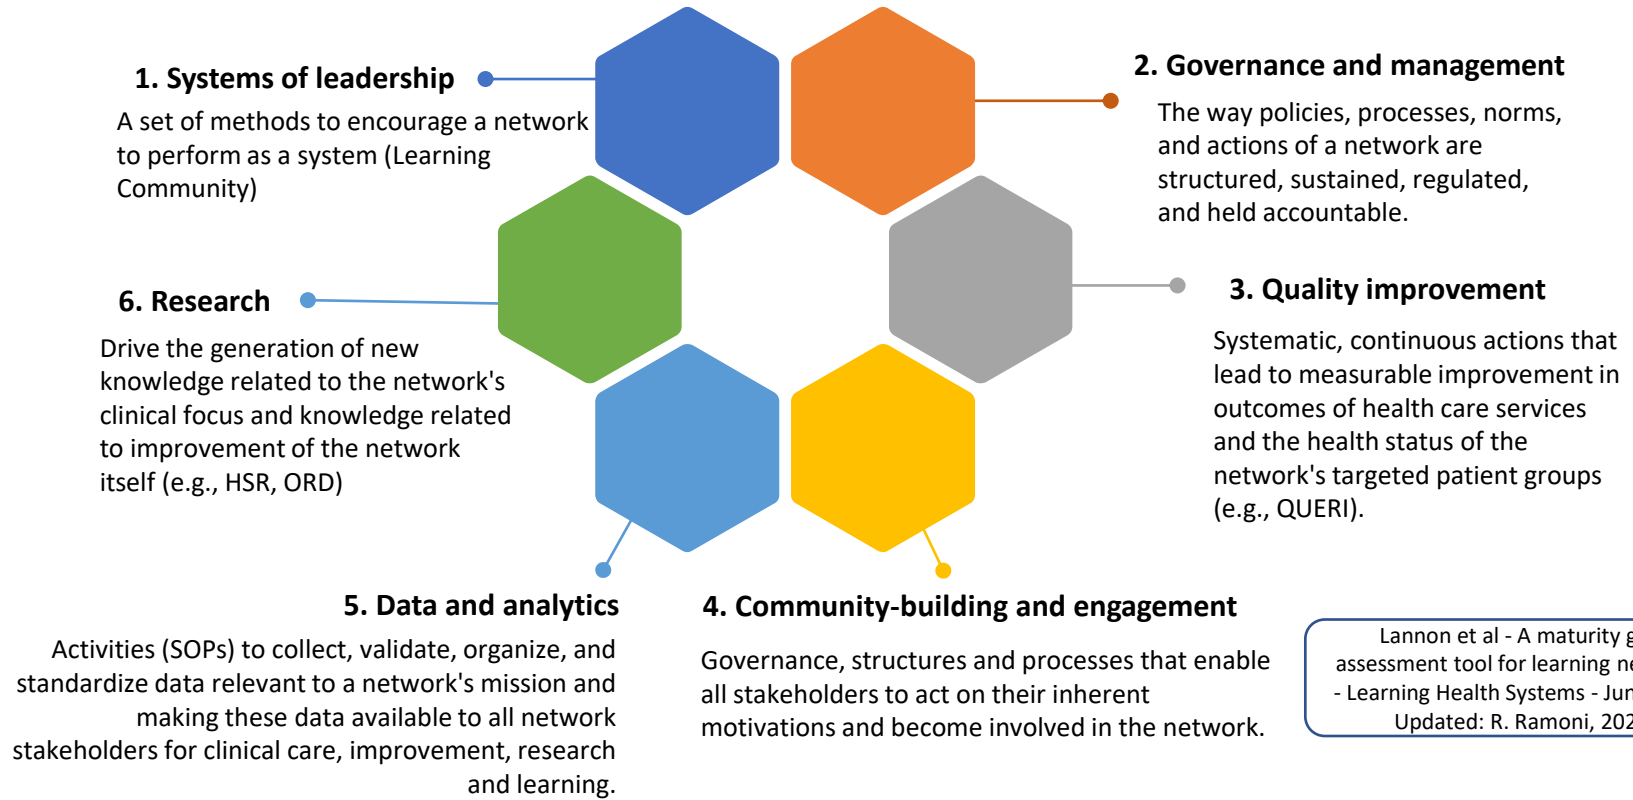 1. Systems of leadership
A set of methods to encourage a network
to perform as a system (Learning
Community)
2. Governance and management
The way policies, processes, norms,
and actions of a network are
structured, sustained, regulated,
and held accountable.
3. Quality improvement
Systematic, continuous actions that
lead to measurable improvement in
outcomes of health care services
and the health status of the
network's targeted patient groups
(e.g., QUERI).
4. Community-building and engagement
Governance, structures and processes that enable
all stakeholders to act on their inherent
motivations and become involved in the network.
5. Data and analytics
Activities (SOPs) to collect, validate, organize, and
standardize data relevant to a network's mission and
making these data available to all network
stakeholders for clinical care, improvement, research
and learning.
6. Research
Drive the generation of new
knowledge related to the network's
clinical focus and knowledge related
to improvement of the network
itself (e.g., HSR, ORD)
Lannon et al - A maturity
assessment tool for learning
- Learning Health Systems -
Updated: R. Ramoni,